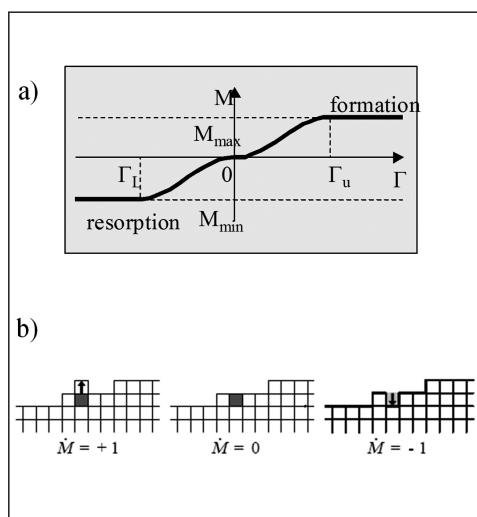 a)
M
formation
M_max
Γ_L
0
Γ_u
Γ
resorption
M_min
b)
Ṁ = + 1
Ṁ = 0
Ṁ = - 1